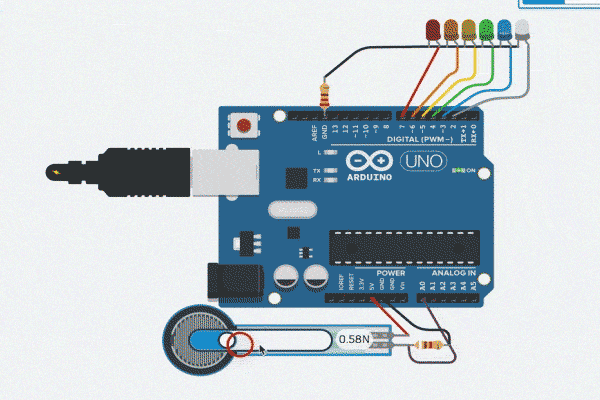 AREF
GND
13
12
~11
~10
~9
8
7
~6
~5
4
~3
2
TX→1
RX←0
DIGITAL (PWM~)
L
TX
RX
ARDUINO
UNO
ON
POWER
ANALOG IN
IOREF
RESET
3.3V
5V
GND
GND
Vin
A0
A1
A2
A3
A4
A5
0.58N